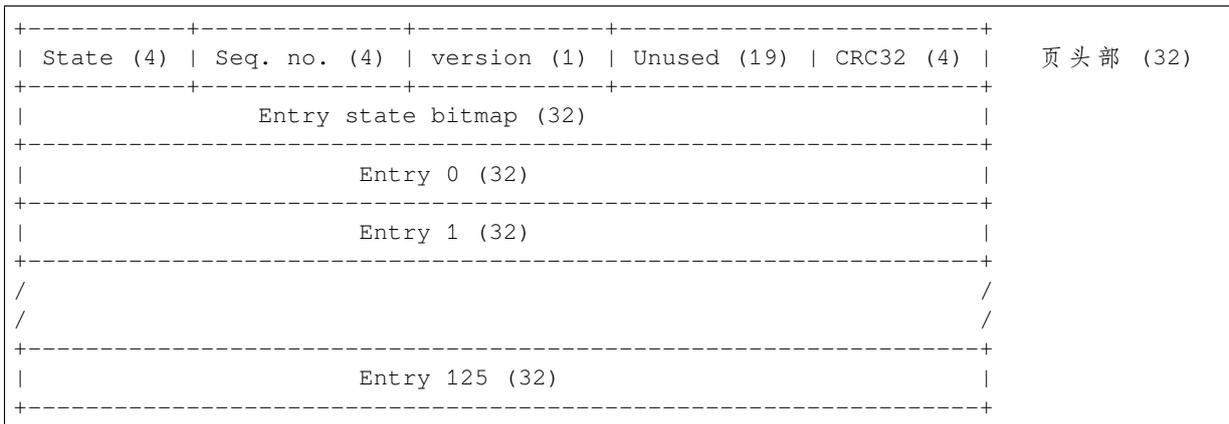 +-----------+--------------+-------------+-------------------------+
| State (4) | Seq. no. (4) | version (1) | Unused (19) | CRC32 (4) | 页头部 (32)
+-----------+--------------+-------------+-------------------------+
| Entry state bitmap (32) |
+------------------------------------------------------------------+
| Entry 0 (32) |
+------------------------------------------------------------------+
| Entry 1 (32) |
+------------------------------------------------------------------+
/ /
/ /
+------------------------------------------------------------------+
| Entry 125 (32) |
+------------------------------------------------------------------+